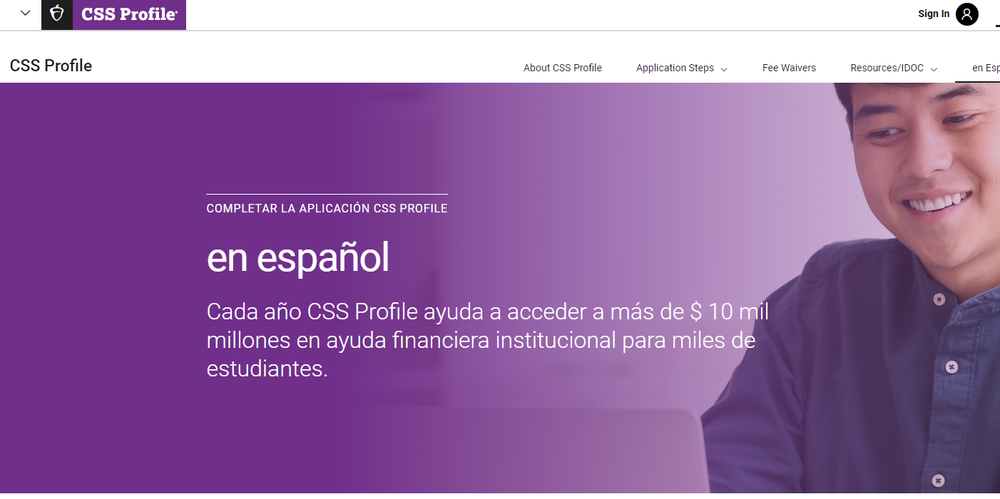 CSS Profile®
Sign In
CSS Profile
About CSS Profile
Application Steps
Fee Waivers
Resources/IDOC
en Esp
COMPLETAR LA APLICACIÓN CSS PROFILE
en español
Cada año CSS Profile ayuda a acceder a más de $ 10 mil
millones en ayuda financiera institucional para miles de
estudiantes.